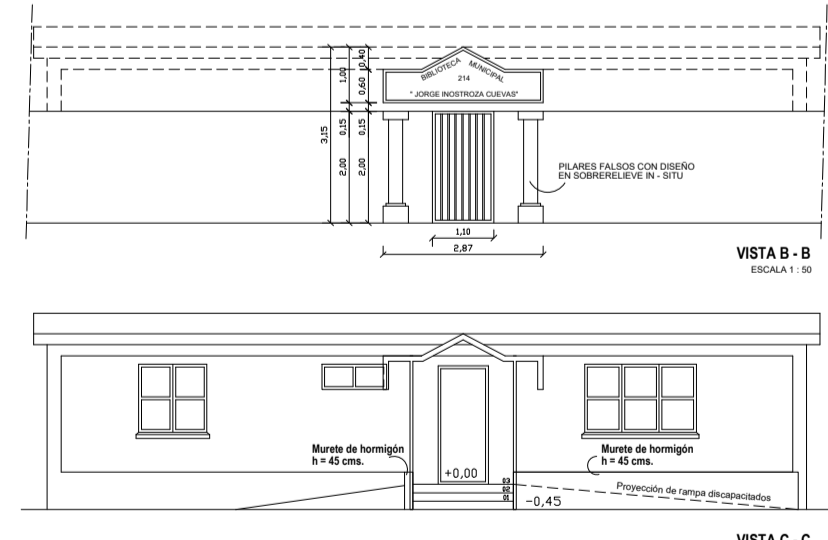 BIBLIOTECA MUNICIPAL
214
" JORGE INOSTROZA CUEVAS"
3,15
1,00
0,15
2,00
0,40
0,60
0,15
2,00
PILARES FALSOS CON DISEÑO
EN SOBRERELIEVE IN - SITU
1,10
2,87
VISTA B - B
ESCALA 1 : 50
Murete de hormigón
h = 45 cms.
Murete de hormigón
h = 45 cms.
+0,00
03
02
01
-0,45
Proyección de rampa discapacitados
VISTA C - C